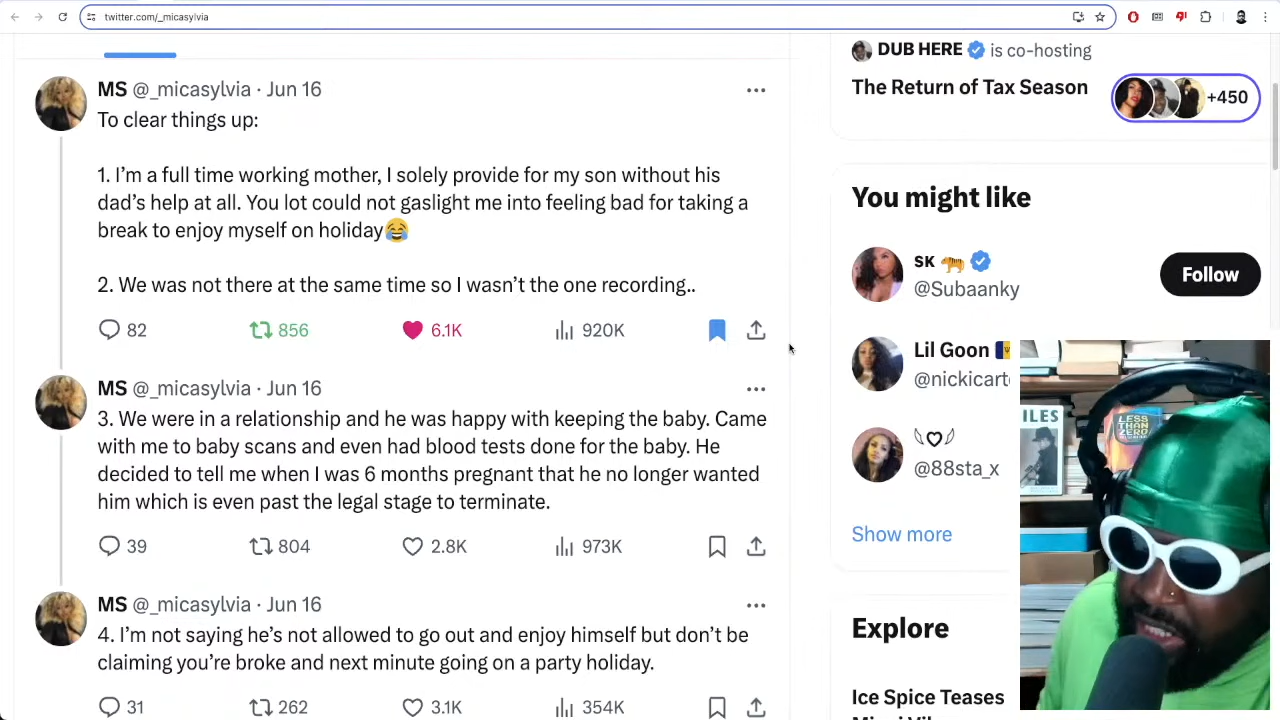 twitter.com/_micasylvia
DUB HERE is co-hosting
The Return of Tax Season
+450
MS @_micasylvia · Jun 16
To clear things up:
1. I'm a full time working mother, I solely provide for my son without his
dad's help at all. You lot could not gaslight me into feeling bad for taking a
break to enjoy myself on holiday😂
2. We was not there at the same time so I wasn't the one recording..
82 856 6.1K 920K
MS @_micasylvia · Jun 16
3. We were in a relationship and he was happy with keeping the baby. Came
with me to baby scans and even had blood tests done for the baby. He
decided to tell me when I was 6 months pregnant that he no longer wanted
him which is even past the legal stage to terminate.
39 804 2.8K 973K
MS @_micasylvia · Jun 16
4. I'm not saying he's not allowed to go out and enjoy himself but don't be
claiming you're broke and next minute going on a party holiday.
31 262 3.1K 354K
You might like
SK 🐅
@Subaanky
Follow
Lil Goon 🇧🇧
@nickicart
@88sta_x
Show more
Explore
Ice Spice Teases
ILES
LESS
THAN
ZERO